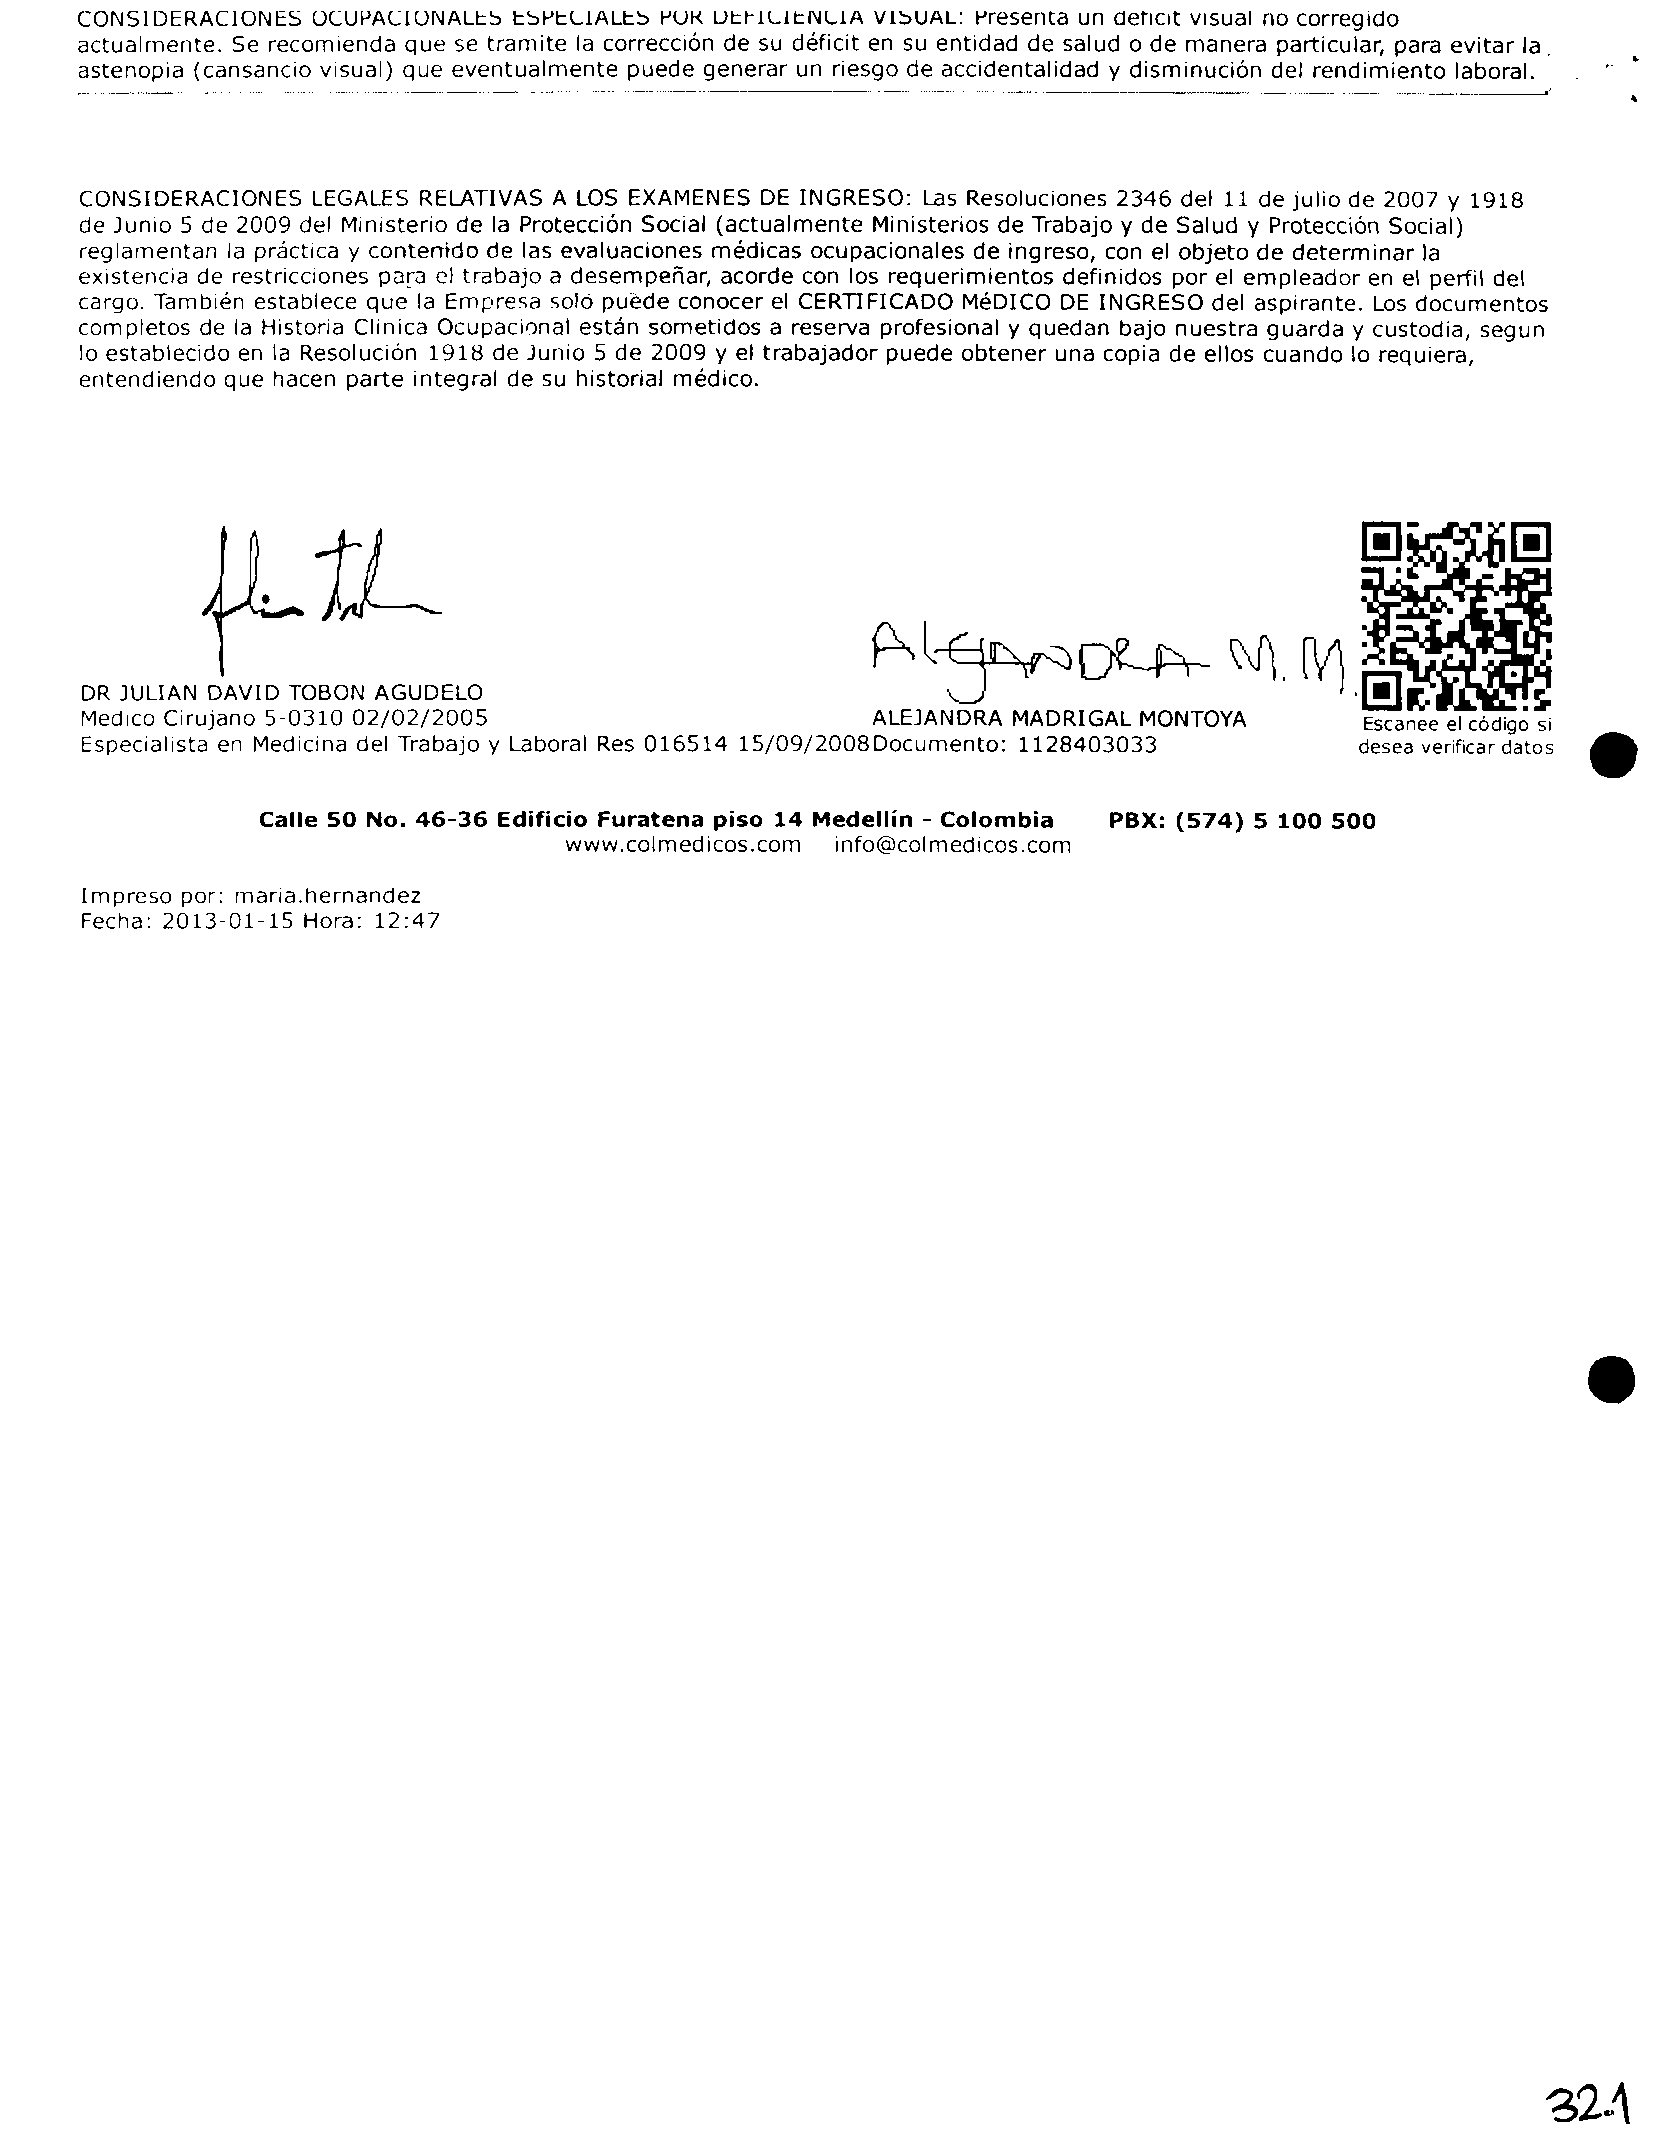 CONSIDERACIONES OCUPACIONALES ESPECIALES POR DEFICIENCIA VISUAL: Presenta un deficit visual no corregido
actualmente. Se recomienda que se tramite la corrección de su déficit en su entidad de salud o de manera particular, para evitar la
astenopia (cansancio visual) que eventualmente puede generar un riesgo de accidentalidad y disminución del rendimiento laboral.
CONSIDERACIONES LEGALES RELATIVAS A LOS EXAMENES DE INGRESO: Las Resoluciones 2346 del 11 de julio de 2007 y 1918
de Junio 5 de 2009 del Ministerio de la Protección Social (actualmente Ministerios de Trabajo y de Salud y Protección Social)
reglamentan la práctica y contenido de las evaluaciones médicas ocupacionales de ingreso, con el objeto de determinar la
existencia de restricciones para el trabajo a desempeñar, acorde con los requerimientos definidos por el empleador en el perfil del
cargo. También establece que la Empresa solo puede conocer el CERTIFICADO MéDICO DE INGRESO del aspirante. Los documentos
completos de la Historia Clinica Ocupacional están sometidos a reserva profesional y quedan bajo nuestra guarda y custodia, segun
lo establecido en la Resolución 1918 de Junio 5 de 2009 y el trabajador puede obtener una copia de ellos cuando lo requiera,
entendiendo que hacen parte integral de su historial médico.
ALEJANDRA M.M
DR JULIAN DAVID TOBON AGUDELO
Medico Cirujano 5-0310 02/02/2005
Especialista en Medicina del Trabajo y Laboral Res 016514 15/09/2008
ALEJANDRA MADRIGAL MONTOYA
Documento: 1128403033
Escanee el código si
desea verificar datos
Calle 50 No. 46-36 Edificio Furatena piso 14 Medellín - Colombia PBX: (574) 5 100 500
www.colmedicos.com info@colmedicos.com
Impreso por: maria.hernandez
Fecha: 2013-01-15 Hora: 12:47
32.1